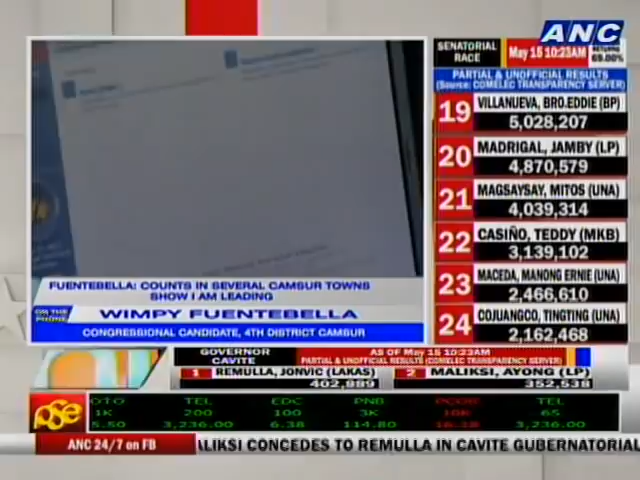 ANC
SENATORIAL RACE
May 15 10:23AM
69.00%
PARTIAL & UNOFFICIAL RESULTS
(Source: COMELEC TRANSPARENCY SERVER)
19 VILLANUEVA, BRO.EDDIE (BP)
5,028,207
20 MADRIGAL, JAMBY (LP)
4,870,579
21 MAGSAYSAY, MITOS (UNA)
4,039,314
22 CASIÑO, TEDDY (MKB)
3,139,102
23 MACEDA, MANONG ERNIE (UNA)
2,466,610
24 COJUANGCO, TINGTING (UNA)
2,162,468
FUENTEBELLA: COUNTS IN SEVERAL CAMSUR TOWNS
SHOW I AM LEADING
ON THE PHONE
WIMPY FUENTEBELLA
CONGRESSIONAL CANDIDATE, 4TH DISTRICT CAMSUR
GOVERNOR CAVITE
AS OF May 15 10:23AM
PARTIAL & UNOFFICIAL RESULTS (COMELEC TRANSPARENCY SERVER)
1 REMULLA, JONVIC (LAKAS) 2 MALIKSI, AYONG (LP)
402,989 352,538
pse
OTO TEL EDC PNB TEL
1K 200 100 3K 10K 65
5.50 3,236.00 6.38 114.80 3,236.00
ANC 24/7 on FB
ALIKSI CONCEDES TO REMULLA IN CAVITE GUBERNATORIAL